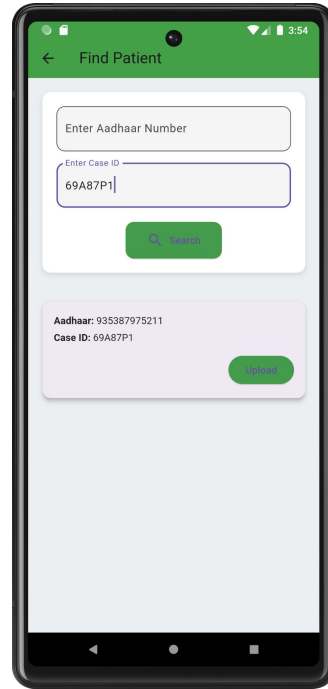 3:54
Find Patient
Enter Aadhaar Number
Enter Case ID
69A87P1
Search
Aadhaar: 935387975211
Case ID: 69A87P1
Upload